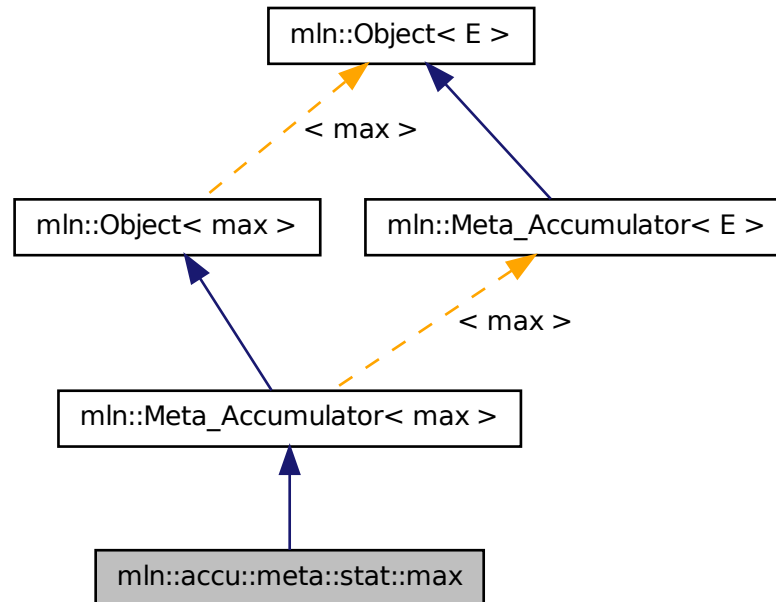 mln::Object< E >
< max >
mln::Object< max >
mln::Meta_Accumulator< E >
< max >
mln::Meta_Accumulator< max >
mln::accu::meta::stat::max